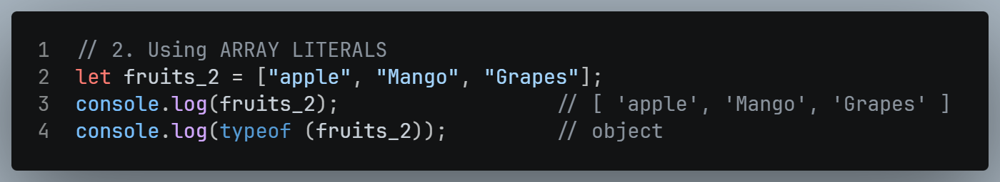 1 // 2. Using ARRAY LITERALS
2 let fruits_2 = ["apple", "Mango", "Grapes"];
3 console.log(fruits_2); // [ 'apple', 'Mango', 'Grapes' ]
4 console.log(typeof (fruits_2)); // object